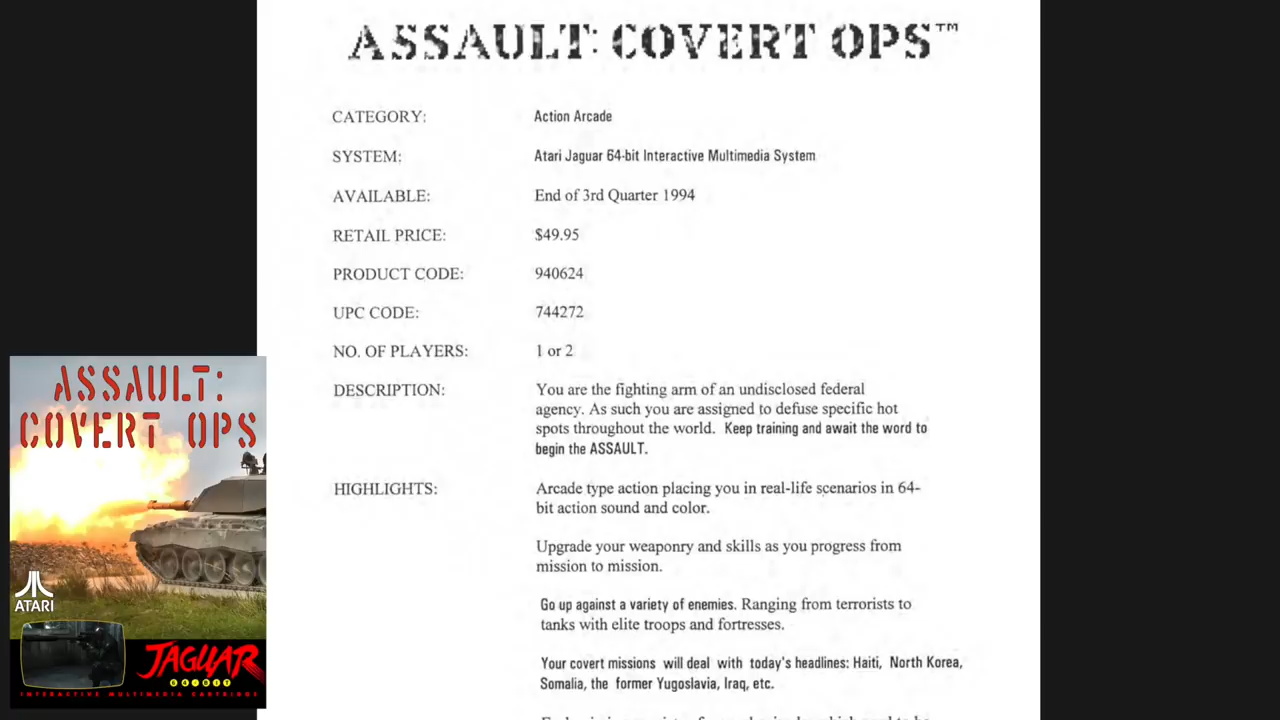 ASSAULT: COVERT OPS™
CATEGORY: Action Arcade
SYSTEM: Atari Jaguar 64-bit Interactive Multimedia System
AVAILABLE: End of 3rd Quarter 1994
RETAIL PRICE: $49.95
PRODUCT CODE: 940624
UPC CODE: 744272
NO. OF PLAYERS: 1 or 2
DESCRIPTION: You are the fighting arm of an undisclosed federal
agency. As such you are assigned to defuse specific hot
spots throughout the world. Keep training and await the word to
begin the ASSAULT.
HIGHLIGHTS: Arcade type action placing you in real-life scenarios in 64-
bit action sound and color.
Upgrade your weaponry and skills as you progress from
mission to mission.
Go up against a variety of enemies. Ranging from terrorists to
tanks with elite troops and fortresses.
Your covert missions will deal with today's headlines: Haiti, North Korea,
Somalia, the former Yugoslavia, Iraq, etc.
ASSAULT:
COVERT OPS
ATARI
JAGUAR
64-BIT
INTERACTIVE MULTIMEDIA CARTRIDGE